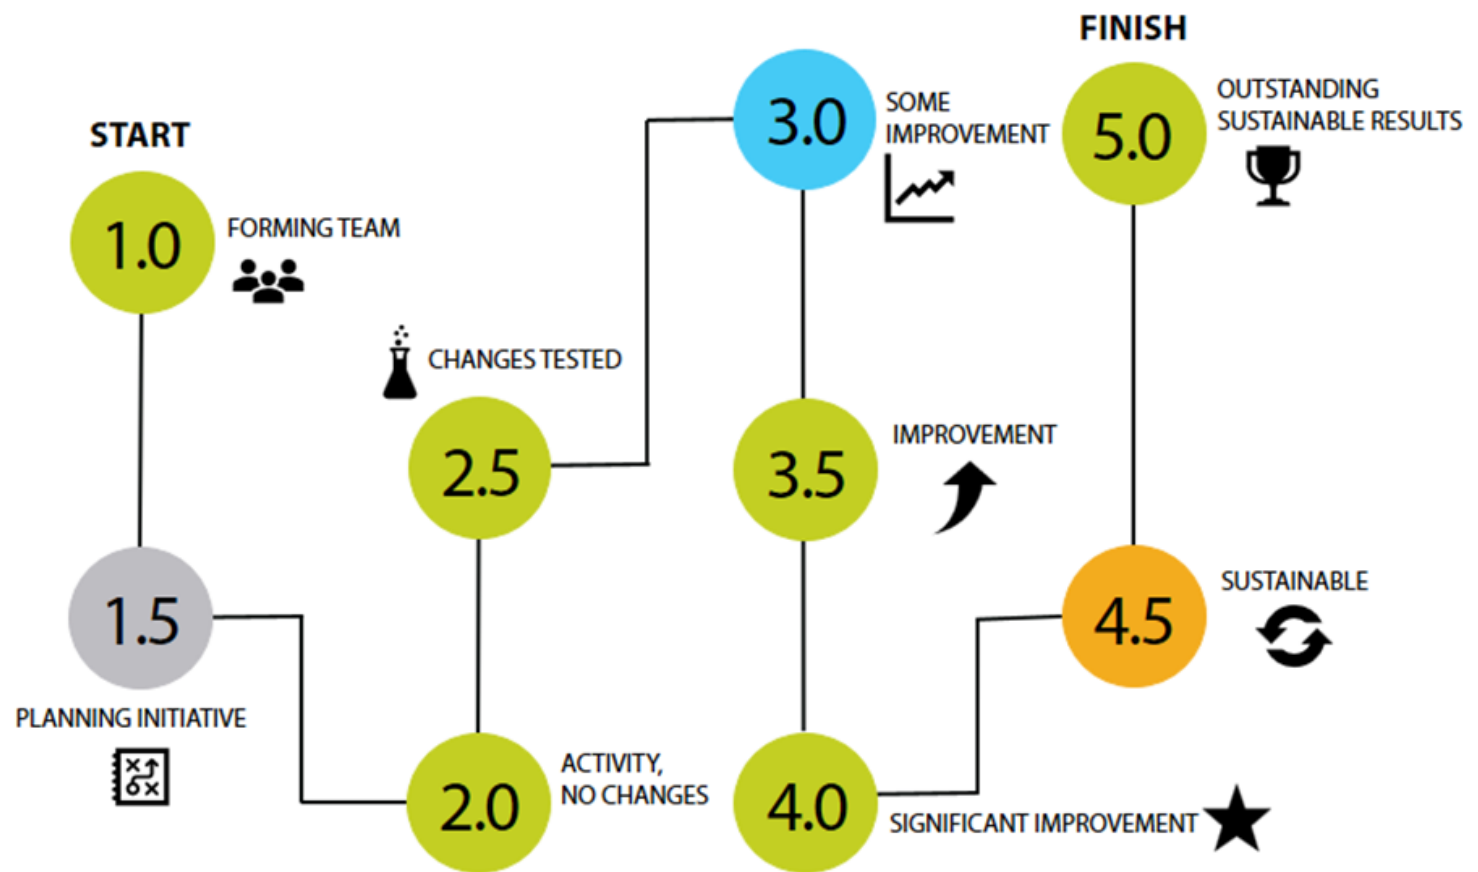 START
1.0
FORMING TEAM
1.5
PLANNING INITIATIVE
2.0
ACTIVITY,
NO CHANGES
2.5
CHANGES TESTED
3.0
SOME
IMPROVEMENT
3.5
IMPROVEMENT
4.0
SIGNIFICANT IMPROVEMENT
4.5
SUSTAINABLE
FINISH
5.0
OUTSTANDING
SUSTAINABLE RESULTS